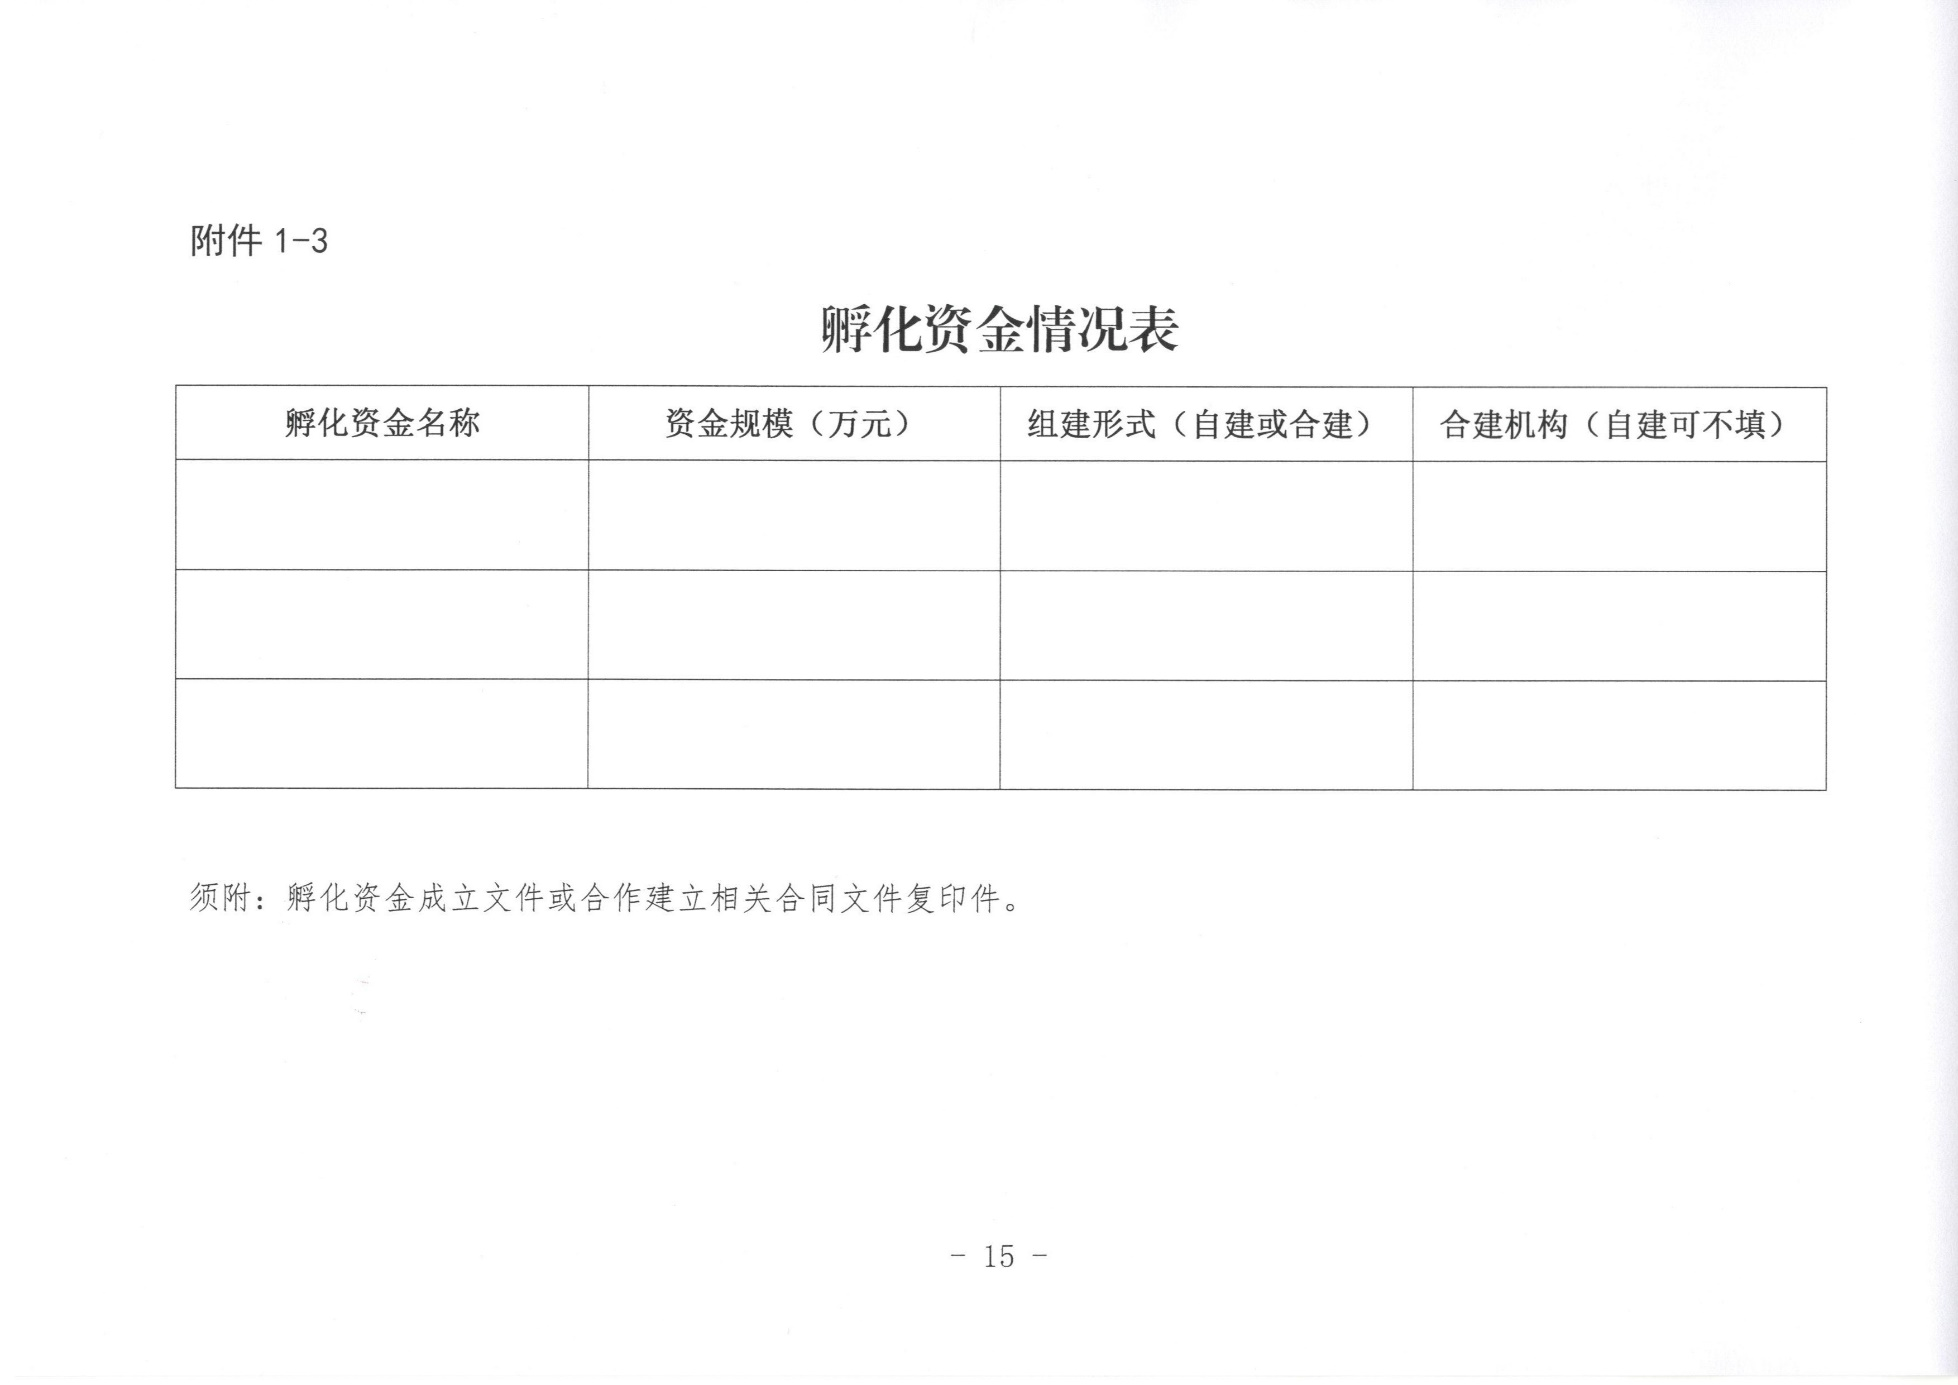 附件 1-3
孵化资金情况表
孵化资金名称 资金规模（万元） 组建形式（自建或合建） 合建机构（自建可不填）
须附：孵化资金成立文件或合作建立相关合同文件复印件。
- 15 -